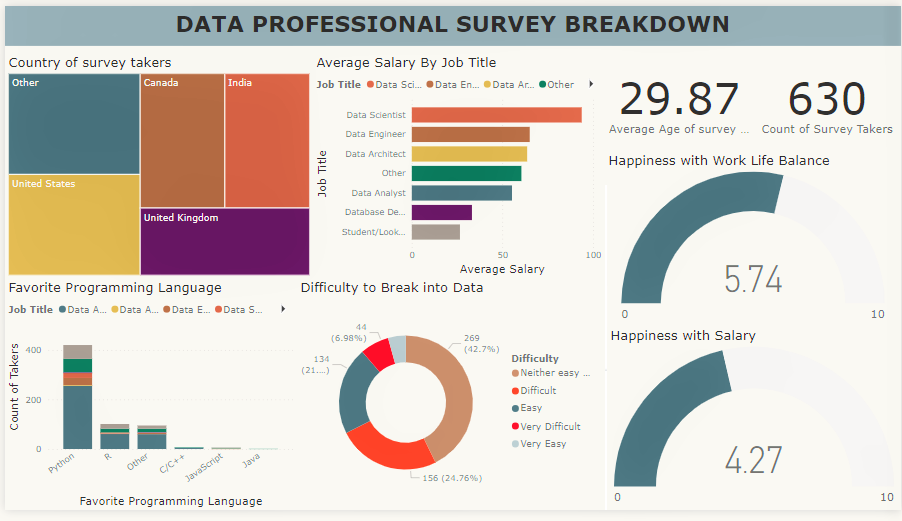 DATA PROFESSIONAL SURVEY BREAKDOWN
Country of survey takers
Other
Canada
India
United States
United Kingdom
Average Salary By Job Title
Job Title Data Sci... Data En... Data Ar... Other
Job Title
Data Scientist
Data Engineer
Data Architect
Other
Data Analyst
Database De...
Student/Look...
0 50 100
Average Salary
29.87
Average Age of survey ...
630
Count of Survey Takers
Happiness with Work Life Balance
5.74
0 10
Happiness with Salary
4.27
0 10
Favorite Programming Language
Job Title Data A... Data A... Data E... Data S...
Count of Takers
400
200
0
Python
R
Other
C/C++
JavaScript
Java
Favorite Programming Language
Difficulty to Break into Data
44
(6.98%)
269
(42.7%)
134
(21....)
156 (24.76%)
Difficulty
Neither easy ...
Difficult
Easy
Very Difficult
Very Easy